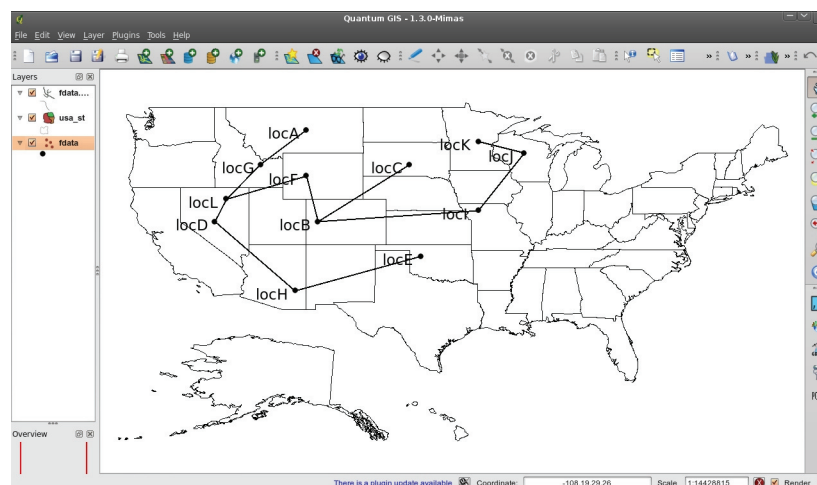 Quantum GIS - 1.3.0-Mimas
File Edit View Layer Plugins Tools Help
Layers
fdata....
usa_st
fdata
locA
locK
locJ
locG
locF
locC
locL
locD
locB
locI
locE
locH
Overview
There is a plugin update available
Coordinate:
-108.19,29.26
Scale
1:14428815
Render